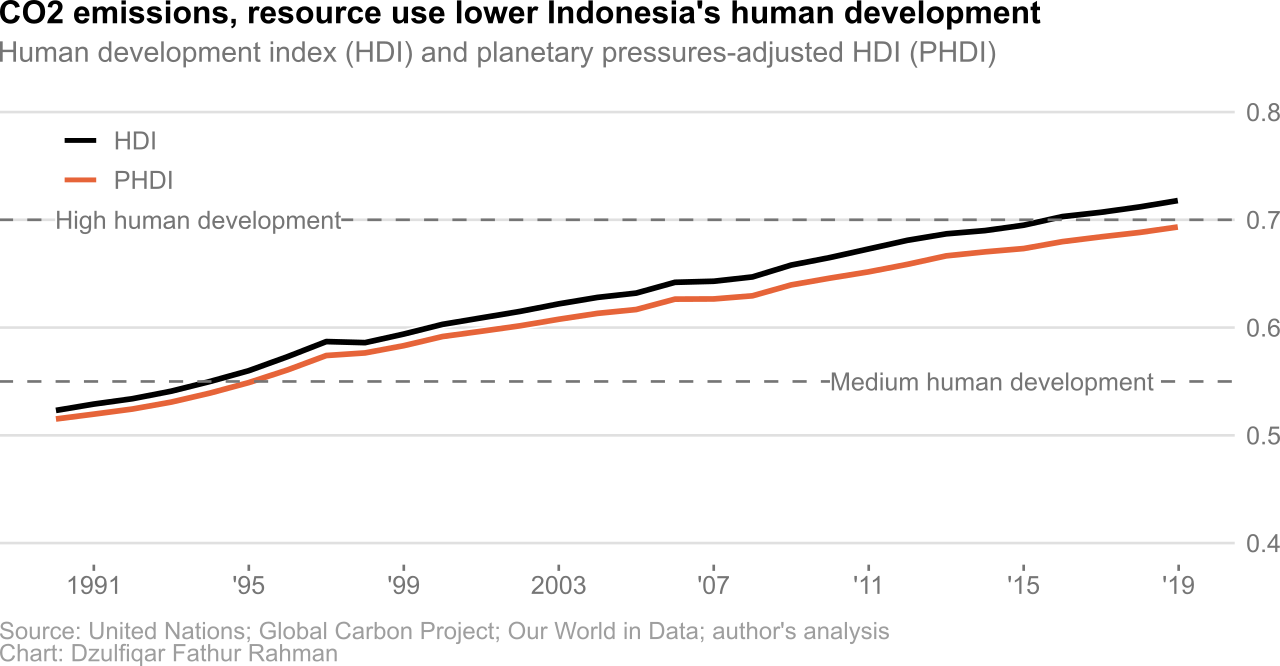 CO2 emissions, resource use lower Indonesia's human development
Human development index (HDI) and planetary pressures-adjusted HDI (PHDI)
0.8
HDI
PHDI
High human development
0.7
0.6
Medium human development
0.5
0.4
1991 '95 '99 2003 '07 '11 '15 '19
Source: United Nations; Global Carbon Project; Our World in Data; author's analysis
Chart: Dzulfiqar Fathur Rahman